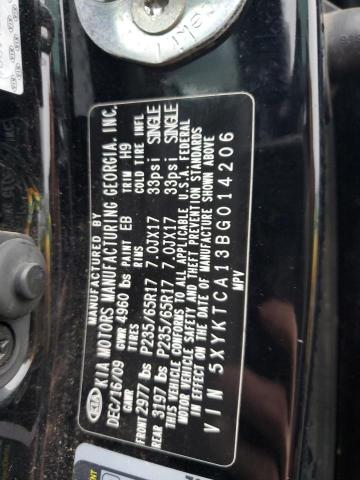 MANUFACTURED BY
KIA MOTORS MANUFACTURING GEORGIA, INC.
KIA
DEC/16/09 GVWR 4960 lbs PAINT EB TRIM H9
GAWR TIRES RIMS COLD TIRE INFL
FRONT 2977 lbs P235/65R17 7.0JX17 33psi SINGLE
REAR 3197 lbs P235/65R17 7.0JX17 33psi SINGLE
THIS VEHICLE CONFORMS TO ALL APPLICABLE U.S.A. FEDERAL
MOTOR VEHICLE SAFETY AND THEFT PREVENTION STANDARDS
IN EFFECT ON THE DATE OF MANUFACTURE SHOWN ABOVE
VIN 5XYKTCA13BG014206
MPV